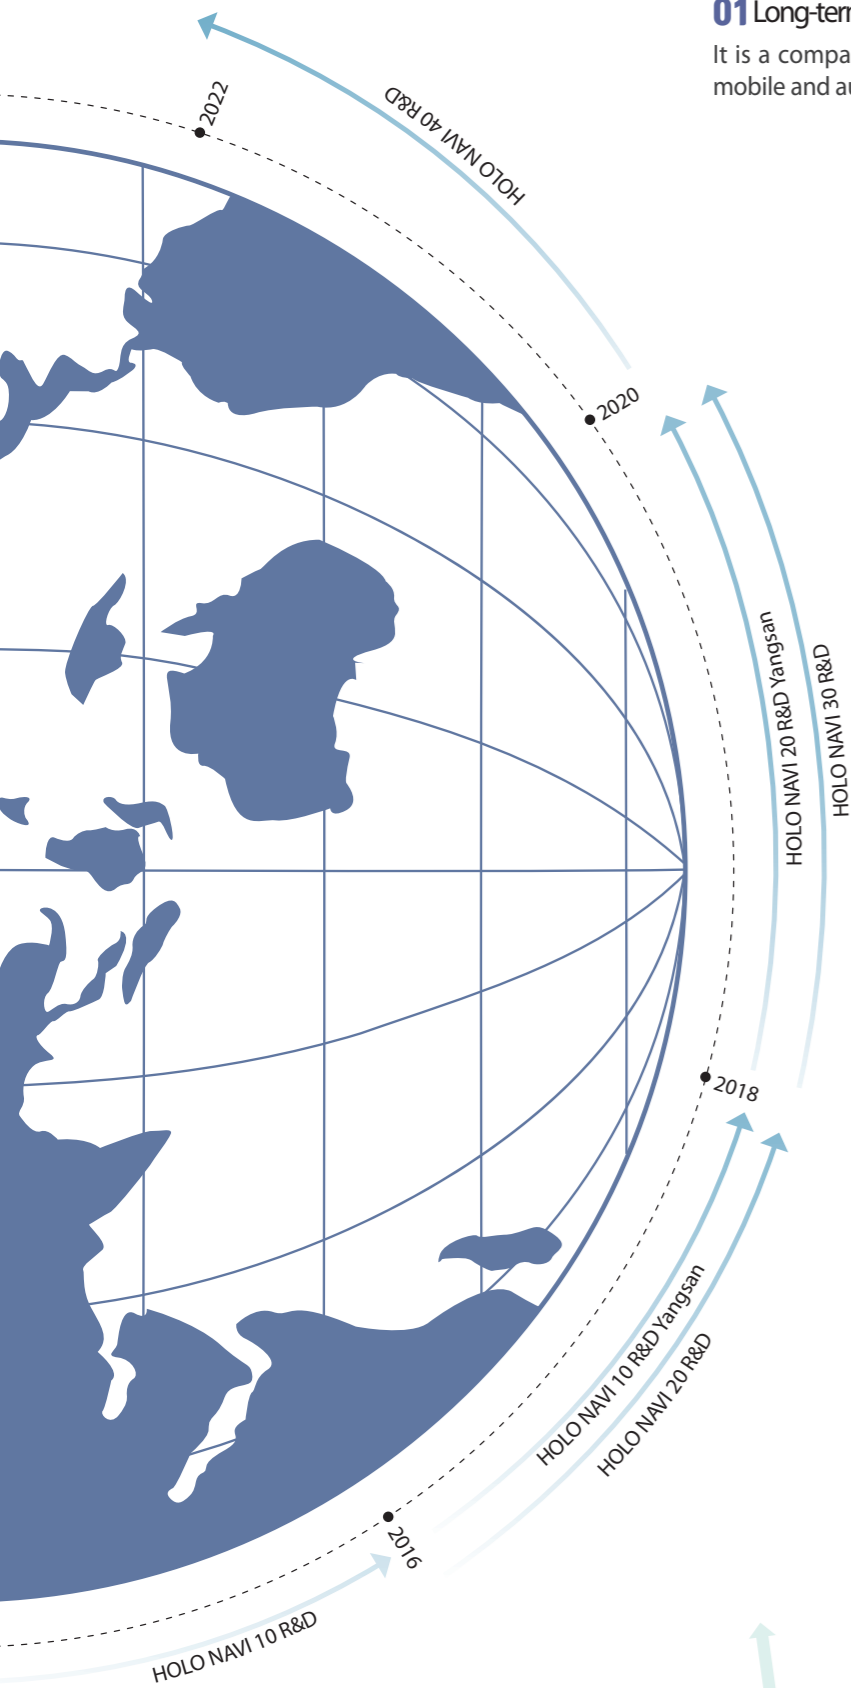 01 Long-term
It is a compa
mobile and au
2022
HOLO NAVI 40 R&D
2020
HOLO NAVI 20 R&D Yangsan
HOLO NAVI 30 R&D
2018
HOLO NAVI 10 R&D Yangsan
HOLO NAVI 20 R&D
2016
HOLO NAVI 10 R&D